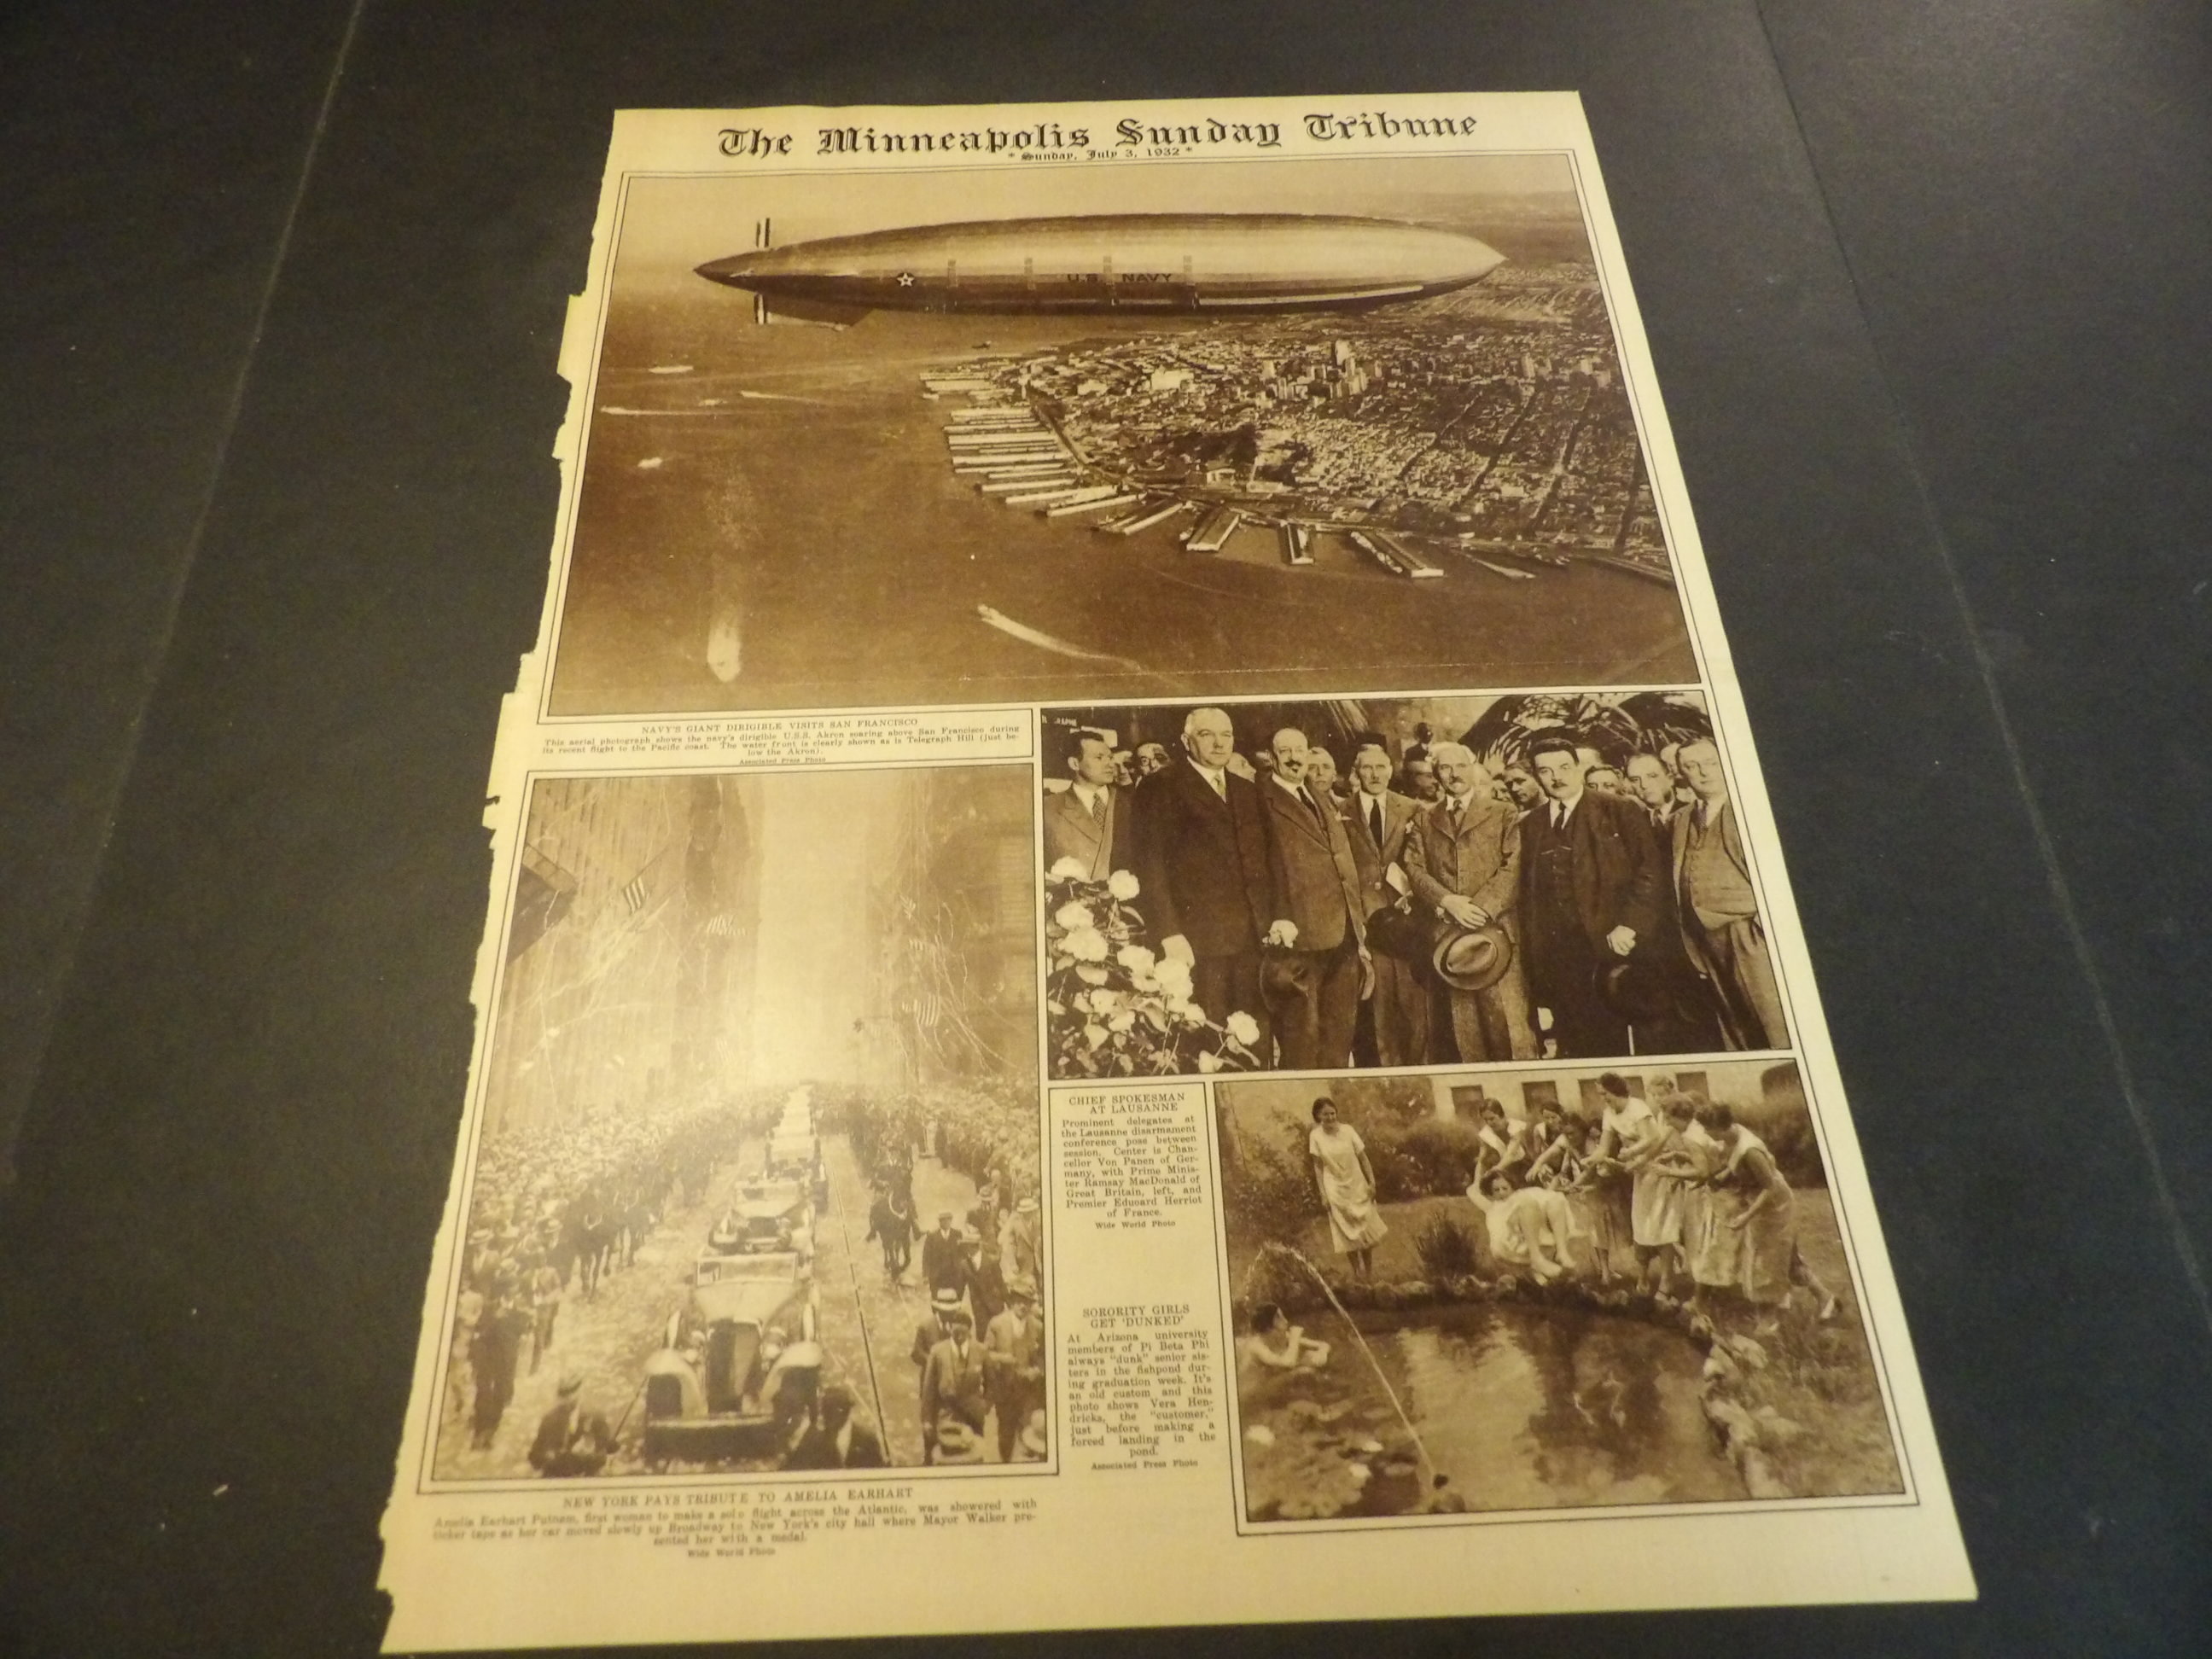 The Minneapolis Sunday Tribune
* Sunday, July 3, 1932 *
U.S. NAVY
NAVY'S GIANT DIRIGIBLE VISITS SAN FRANCISCO
This aerial photograph shows the navy's dirigible U.S.S. Akron soaring above San Francisco during
its recent flight to the Pacific coast. The water front is clearly shown as is Telegraph Hill (just be-
low the Akron).
Associated Press Photo
CHIEF SPOKESMAN
AT LAUSANNE
Prominent delegates at
the Lausanne disarmament
conference pose between
session. Center is Chan-
cellor Von Papen of Ger-
many, with Prime Minis-
ter Ramsay MacDonald of
Great Britain, left, and
Premier Eduoard Herriot
of France.
Wide World Photo
SORORITY GIRLS
GET 'DUNKED'
At Arizona university
members of Pi Beta Phi
always "dunk" senior sis-
ters in the fishpond dur-
ing graduation week. It's
an old custom and this
photo shows Vera Hen-
dricks, the "customer,"
just before making a
forced landing in the
pond.
Associated Press Photo
NEW YORK PAYS TRIBUTE TO AMELIA EARHART
Amelia Earhart Putnam, first woman to make a solo flight across the Atlantic, was showered with
ticker tape as her car moved slowly up Broadway to New York's city hall where Mayor Walker pre-
sented her with a medal.
Wide World Photo